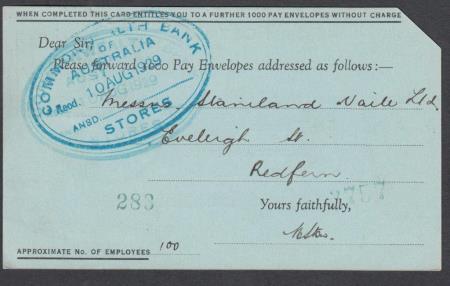 WHEN COMPLETED THIS CARD ENTITLES YOU TO A FURTHER 1000 PAY ENVELOPES WITHOUT CHARGE
Dear Sir,
Please forward 1000 Pay Envelopes addressed as follows:—
COMMONWEALTH BANK
OF
AUSTRALIA
Recd. 10 AUG 1929
ANSD.
STORES
Messrs. Staniland Naile Ltd
Eveleigh St.
Redfern
283
2757
Yours faithfully,
APPROXIMATE No. OF EMPLOYEES 100